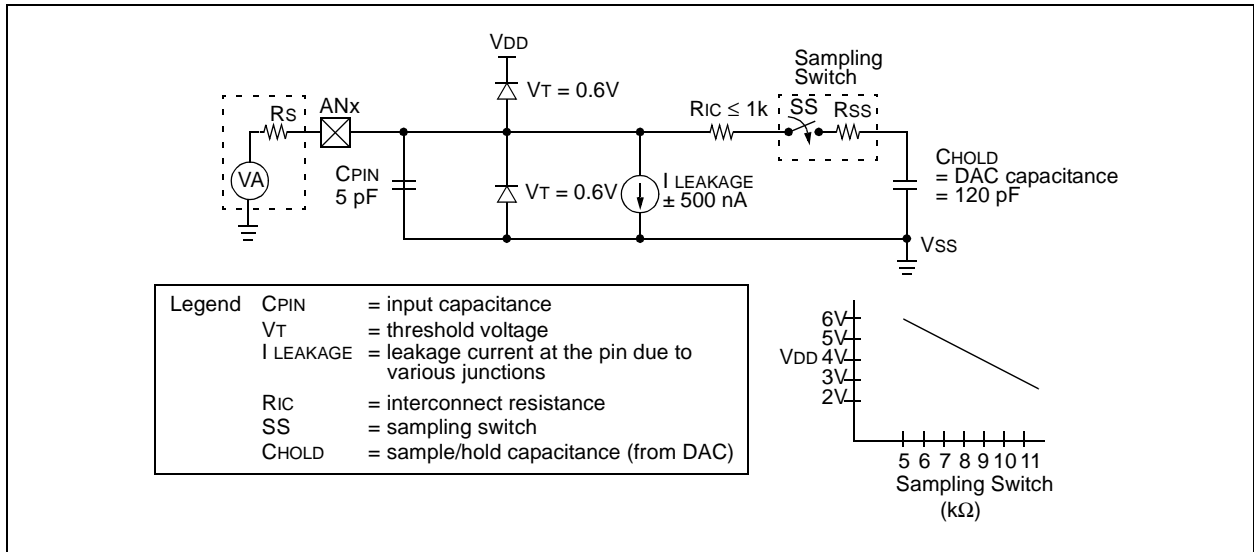 VDD
Sampling
Switch
VT = 0.6V
RS
ANx
RIC ≤ 1k
SS
RSS
VA
CPIN
5 pF
VT = 0.6V
I LEAKAGE
± 500 nA
CHOLD
= DAC capacitance
= 120 pF
VSS
Legend CPIN = input capacitance
VT = threshold voltage
I LEAKAGE = leakage current at the pin due to
various junctions
RIC = interconnect resistance
SS = sampling switch
CHOLD = sample/hold capacitance (from DAC)
6V
5V
VDD 4V
3V
2V
5 6 7 8 9 10 11
Sampling Switch
(kΩ)